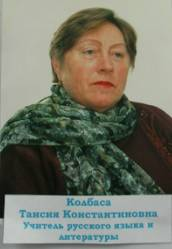 Колбаса
Таисия Константиновна
Учитель русского языка и
литературы